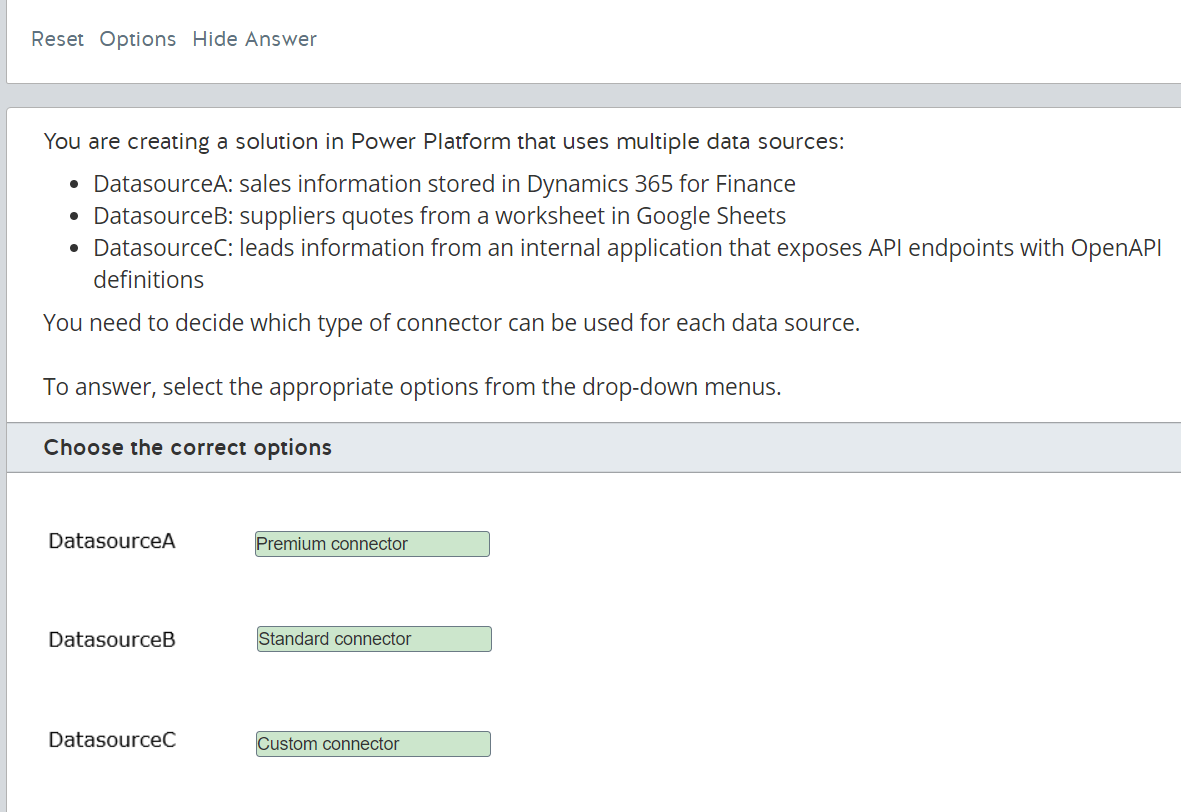 Reset Options Hide Answer
You are creating a solution in Power Platform that uses multiple data sources:
• DatasourceA: sales information stored in Dynamics 365 for Finance
• DatasourceB: suppliers quotes from a worksheet in Google Sheets
• DatasourceC: leads information from an internal application that exposes API endpoints with OpenAPI
definitions
You need to decide which type of connector can be used for each data source.
To answer, select the appropriate options from the drop-down menus.
Choose the correct options
DatasourceA Premium connector
DatasourceB Standard connector
DatasourceC Custom connector